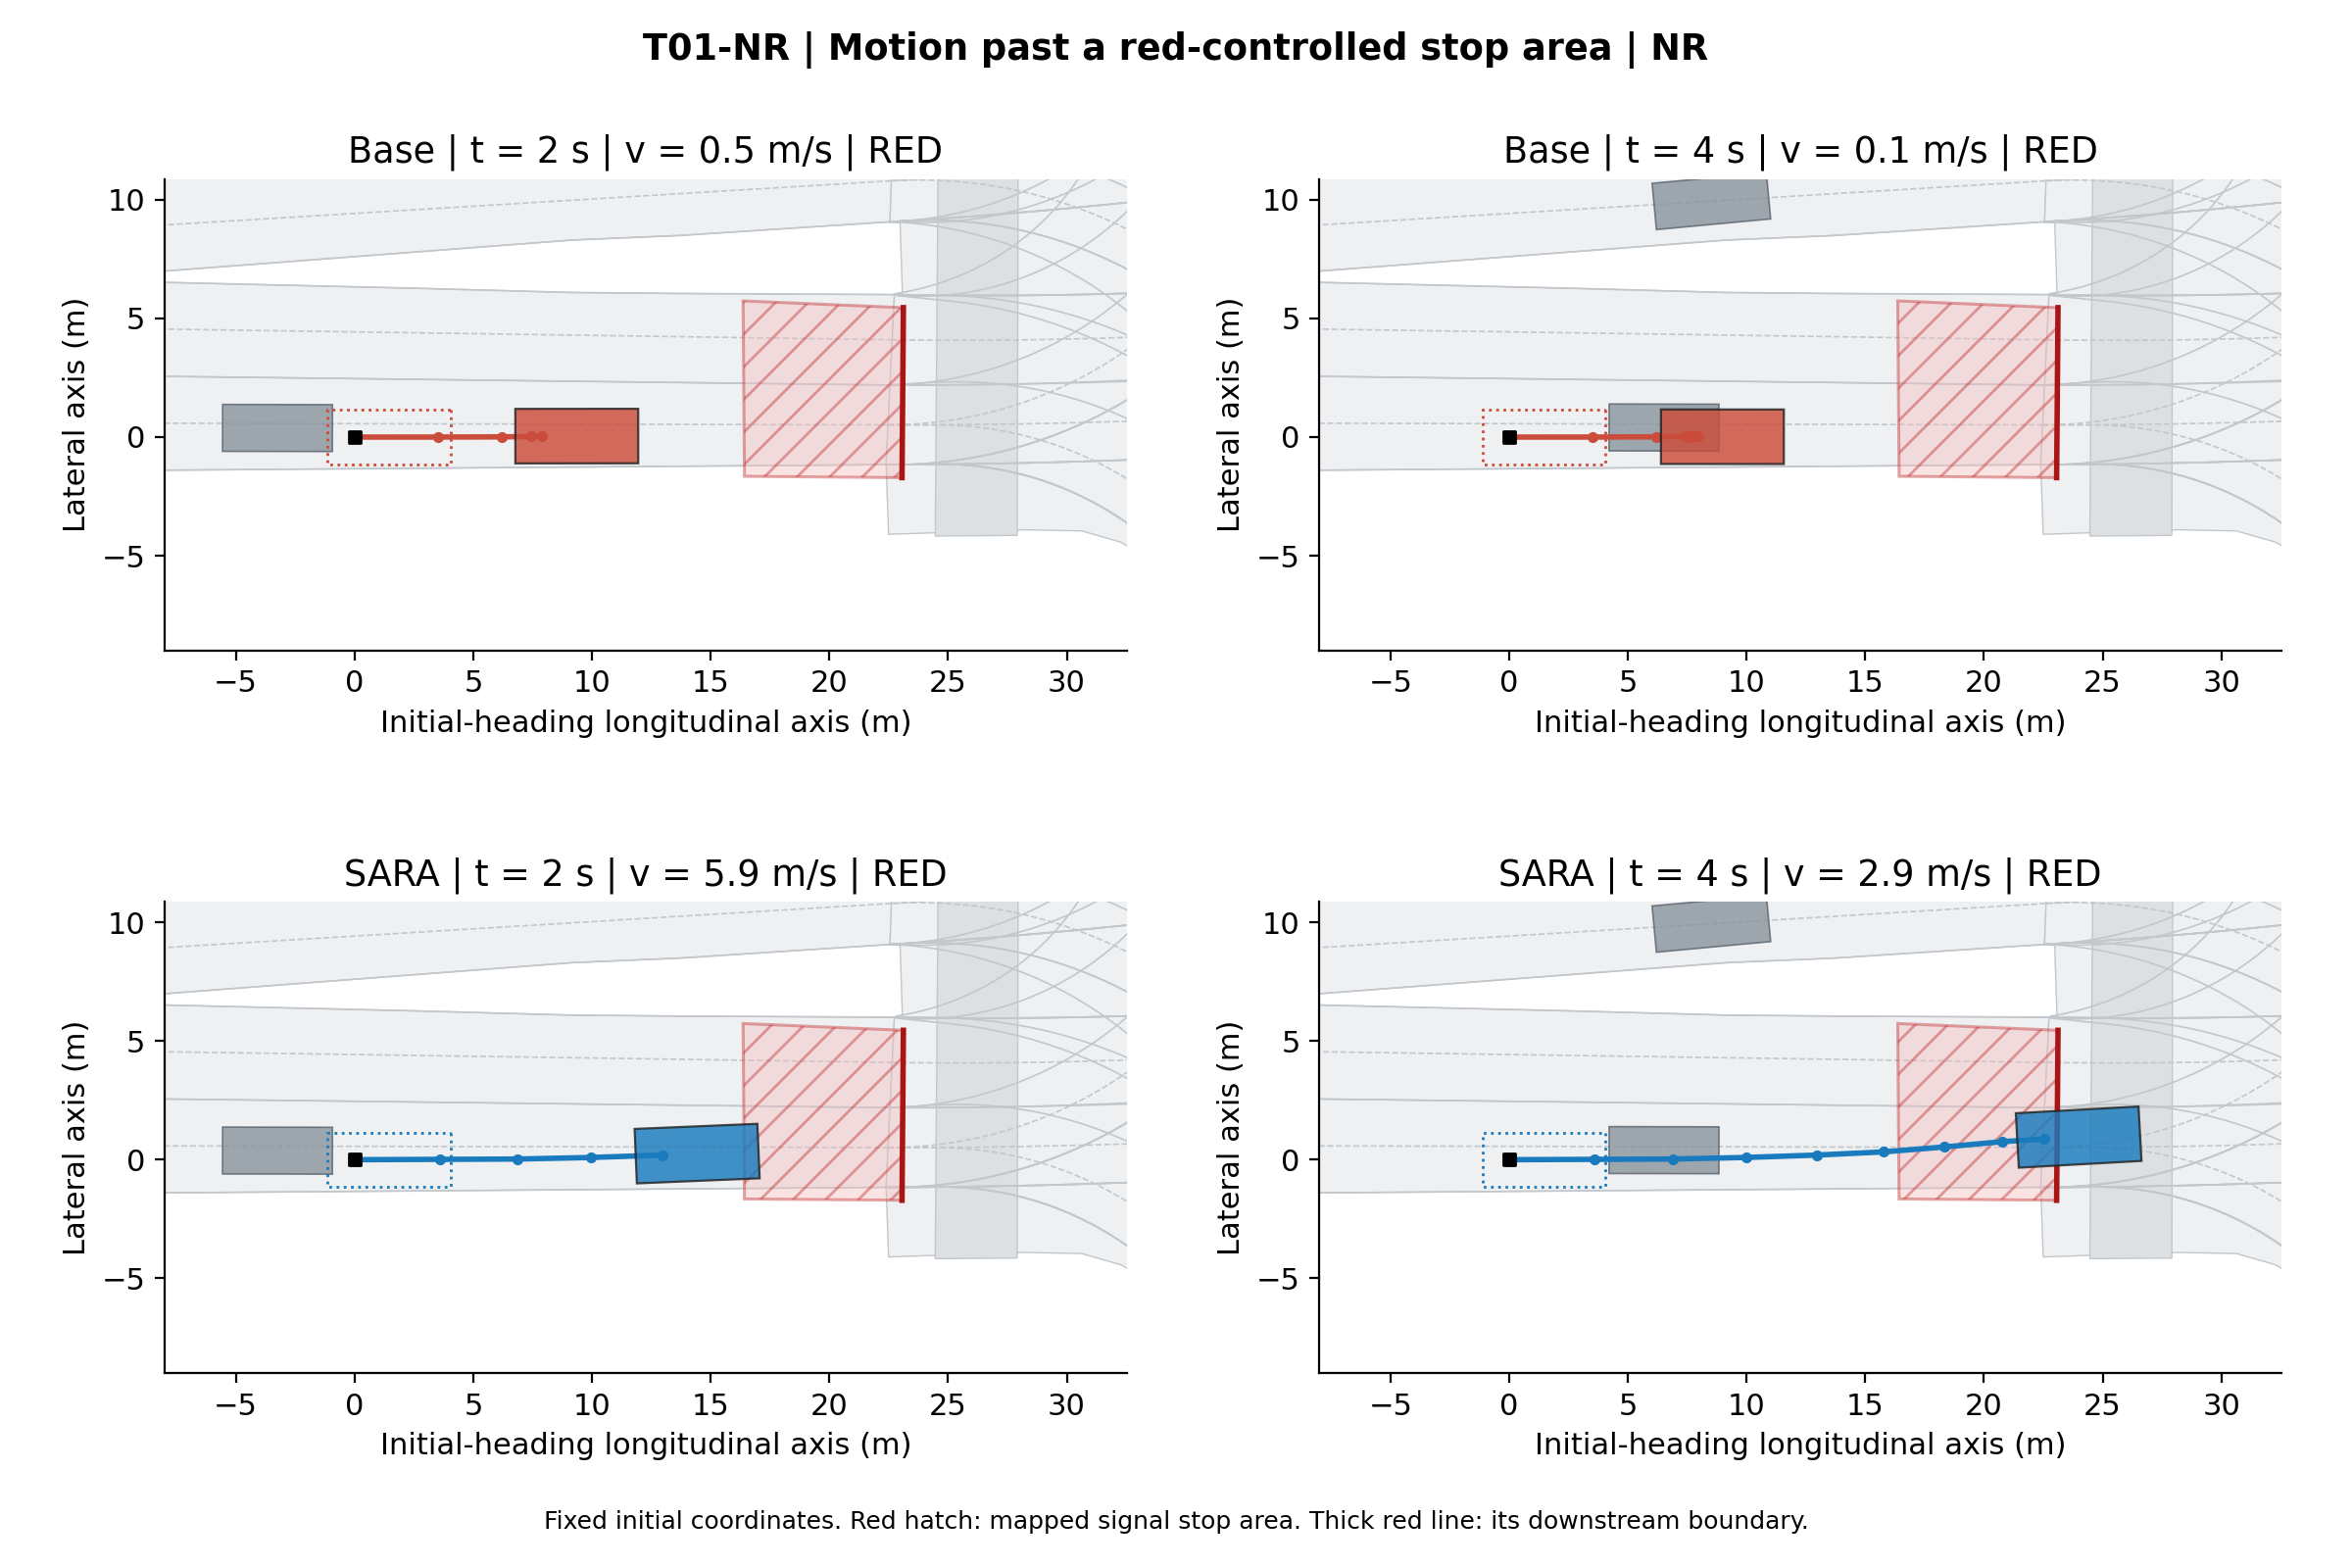 T01-NR | Motion past a red-controlled stop area | NR
Base | t = 2 s | v = 0.5 m/s | RED
10
5
0
−5
Lateral axis (m)
−5 0 5 10 15 20 25 30
Initial-heading longitudinal axis (m)
Base | t = 4 s | v = 0.1 m/s | RED
10
5
0
−5
Lateral axis (m)
−5 0 5 10 15 20 25 30
Initial-heading longitudinal axis (m)
SARA | t = 2 s | v = 5.9 m/s | RED
10
5
0
−5
Lateral axis (m)
−5 0 5 10 15 20 25 30
Initial-heading longitudinal axis (m)
SARA | t = 4 s | v = 2.9 m/s | RED
10
5
0
−5
Lateral axis (m)
−5 0 5 10 15 20 25 30
Initial-heading longitudinal axis (m)
Fixed initial coordinates. Red hatch: mapped signal stop area. Thick red line: its downstream boundary.